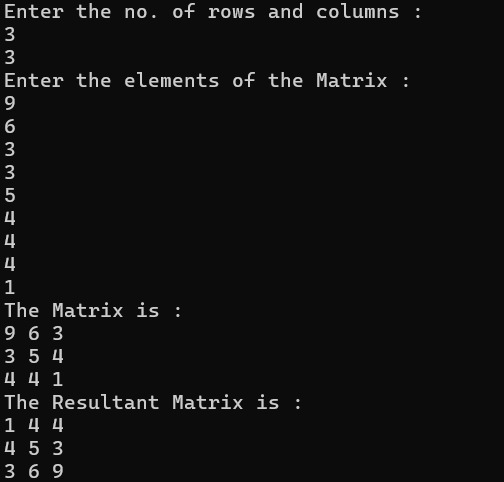 Enter the no. of rows and columns :
3
3
Enter the elements of the Matrix :
9
6
3
3
5
4
4
4
1
The Matrix is :
9 6 3
3 5 4
4 4 1
The Resultant Matrix is :
1 4 4
4 5 3
3 6 9